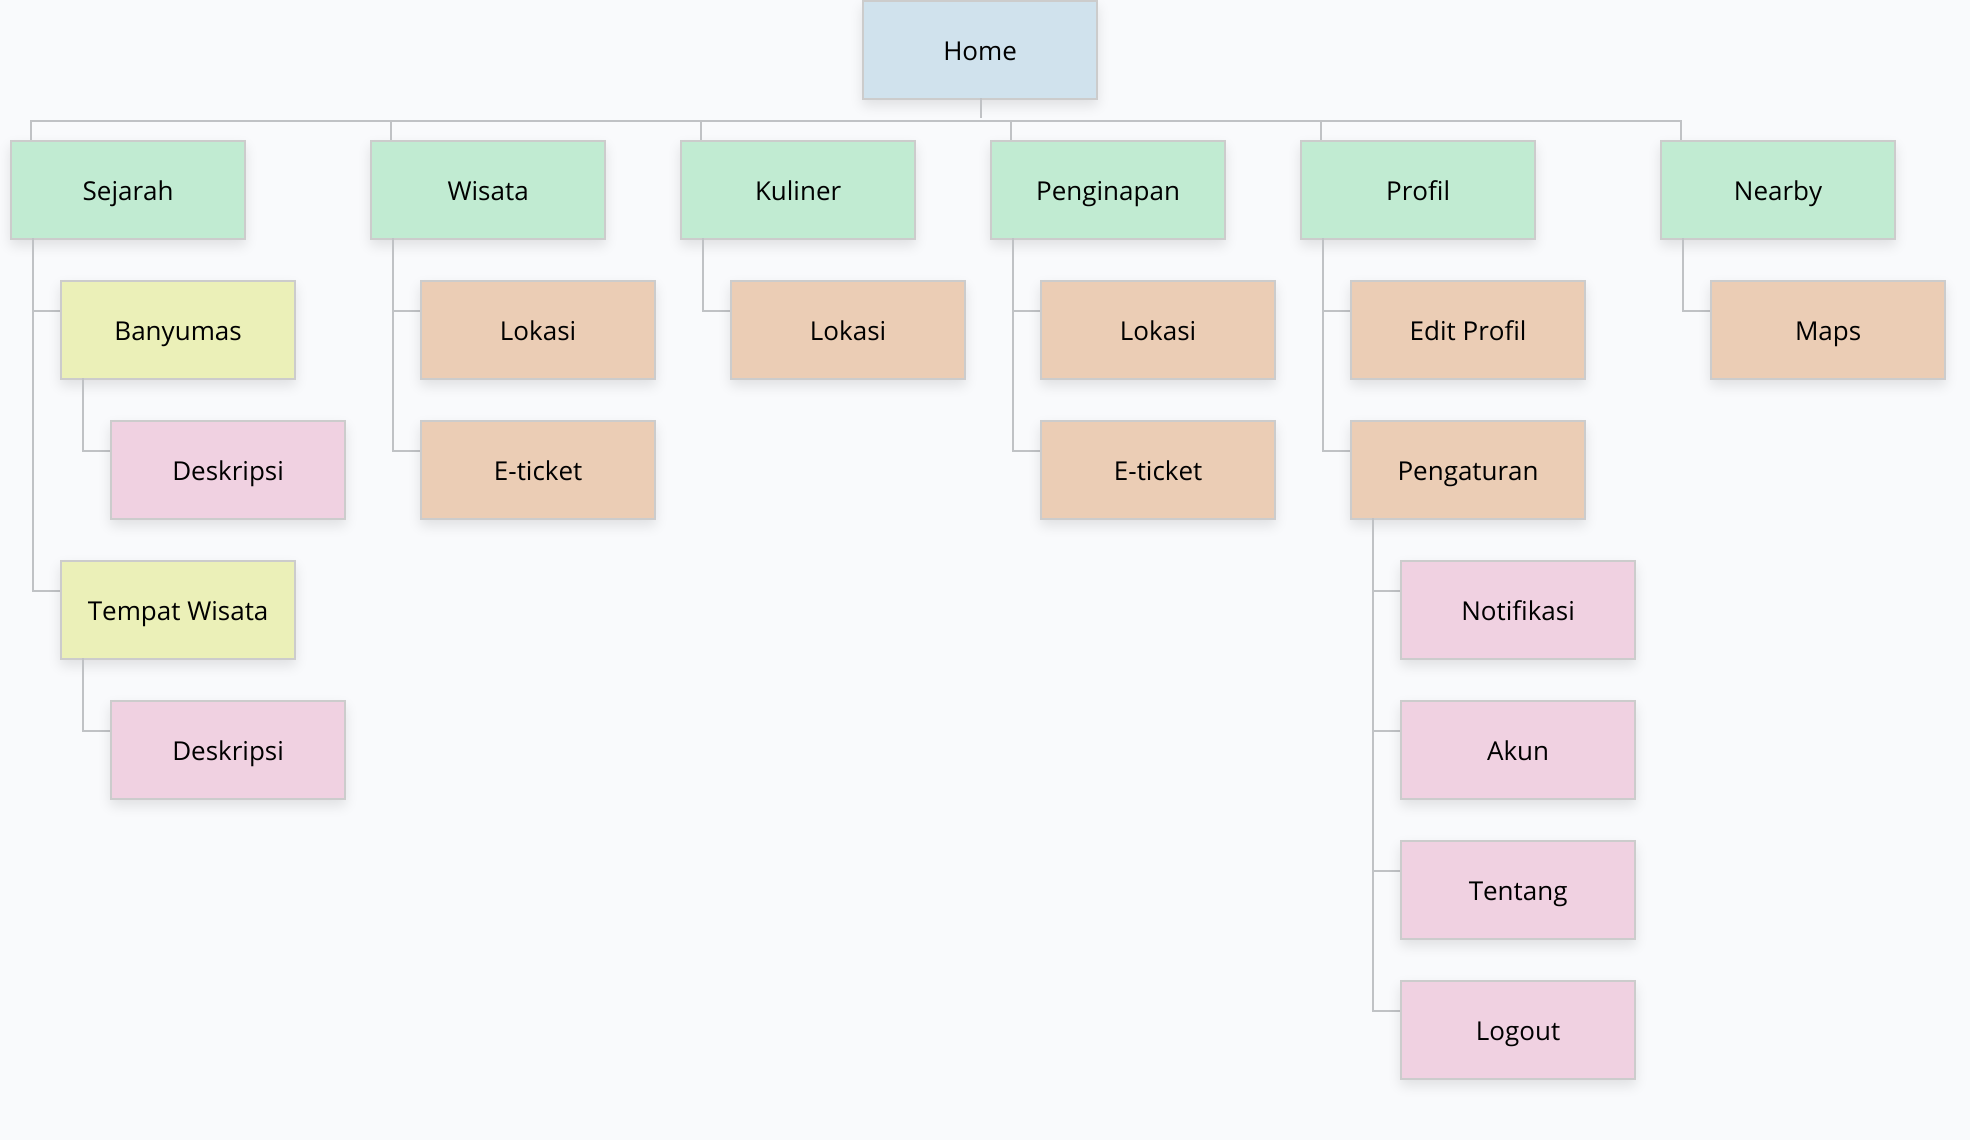 Home
Sejarah
Wisata
Kuliner
Penginapan
Profil
Nearby
Banyumas
Lokasi
Lokasi
Lokasi
Edit Profil
Maps
Deskripsi
E-ticket
E-ticket
Pengaturan
Tempat Wisata
Notifikasi
Deskripsi
Akun
Tentang
Logout